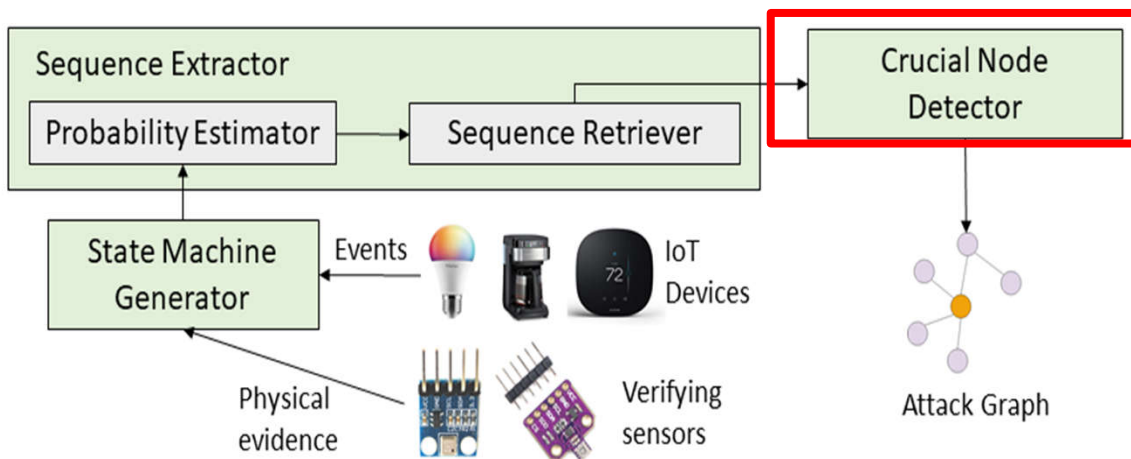 Sequence Extractor
Probability Estimator
Sequence Retriever
Crucial Node
Detector
State Machine
Generator
Events
IoT
Devices
72
Physical
evidence
Verifying
sensors
Attack Graph